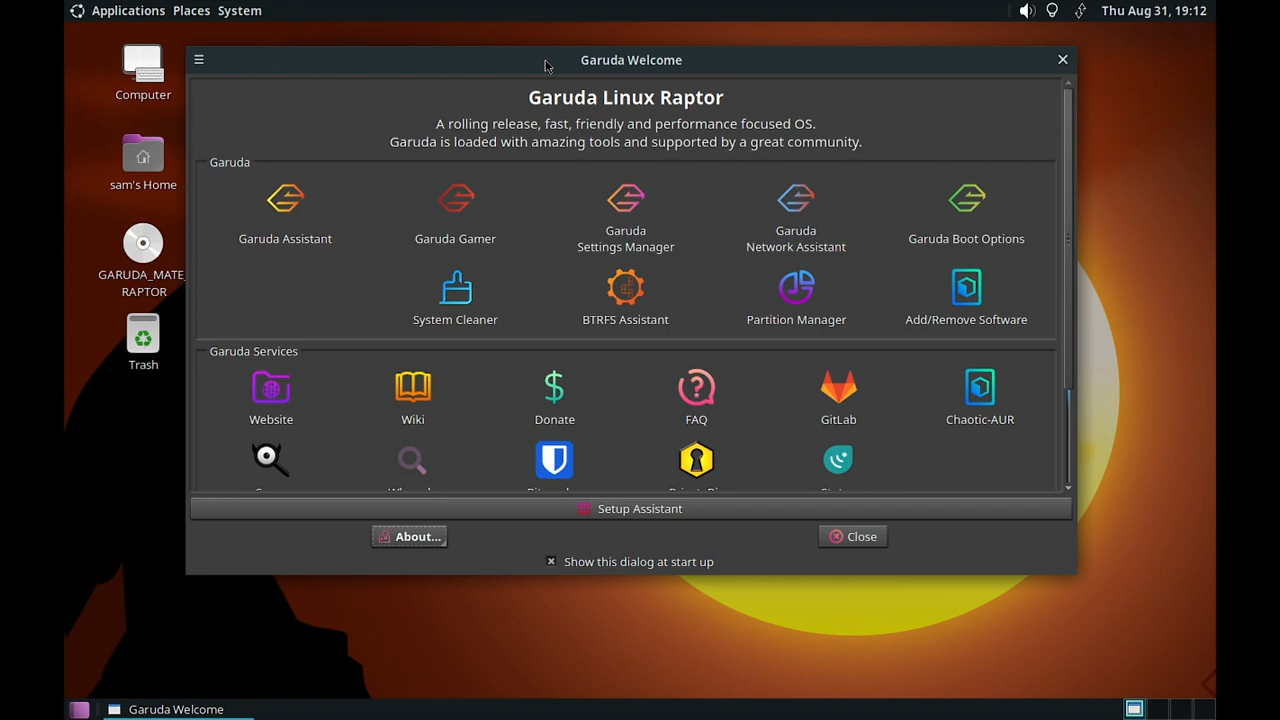 Applications Places System
Thu Aug 31, 19:12
Computer
sam's Home
GARUDA_MATE_
RAPTOR
Trash
Garuda Welcome
Garuda Linux Raptor
A rolling release, fast, friendly and performance focused OS.
Garuda is loaded with amazing tools and supported by a great community.
Garuda
Garuda Assistant
Garuda Gamer
Garuda
Settings Manager
Garuda
Network Assistant
Garuda Boot Options
System Cleaner
BTRFS Assistant
Partition Manager
Add/Remove Software
Garuda Services
Website
Wiki
Donate
FAQ
GitLab
Chaotic-AUR
Setup Assistant
About...
Close
Show this dialog at start up
Garuda Welcome